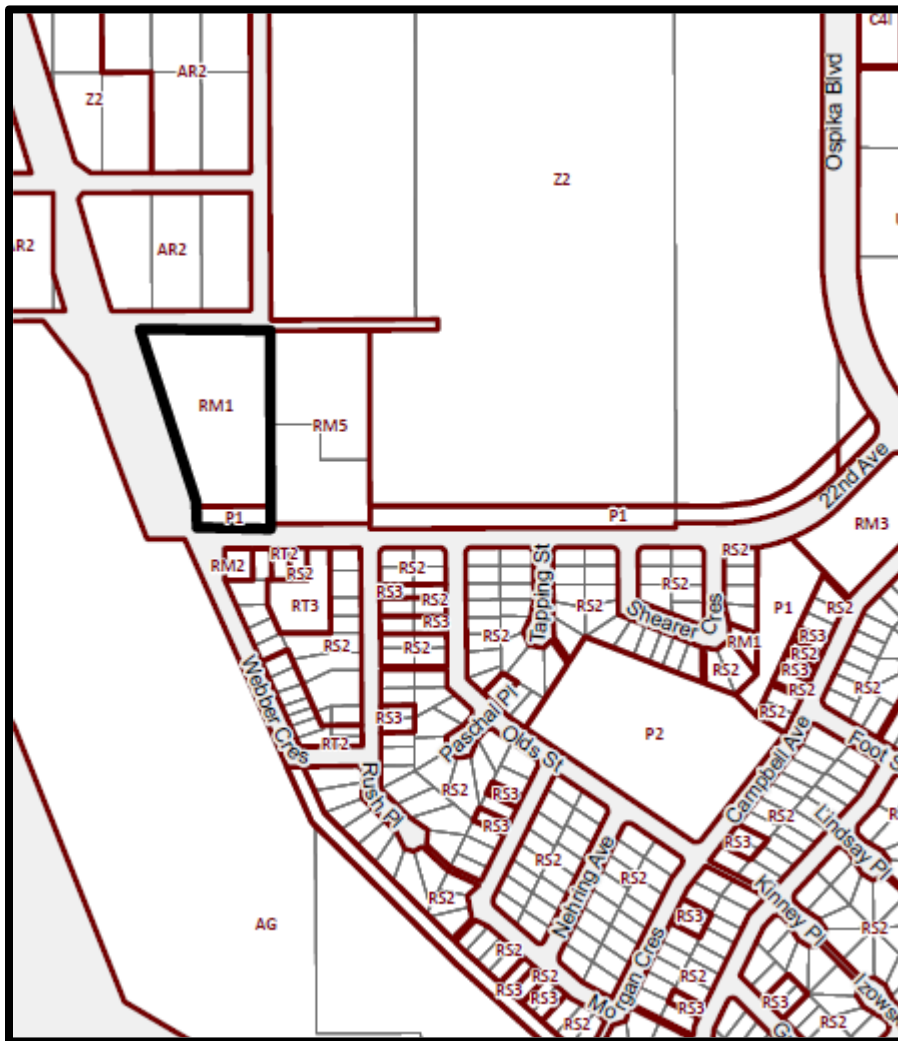 C4l
AR2
Z2
Ospika Blvd
Z2
AR2
AR2
RM1
RM5
22nd Ave
P1
P1
RM3
RS2
RT2
RM2
RS2
RS2
RS2
RS3
RS2
RT3
RS2
P1
RS2
Tapping St
Shearer Cres
RS3
RS2
RS2
RS3
RM1
RS2
RS2
RS3
RS2
RS2
RS2
RS2
Webber Cres
Paschal Pl
RS3
RS2
P2
Olds St
Campbell Ave
Foot S
RT2
Rush Pl
RS2
RS3
RS3
RS2
RS3
Lindsay Pl
RS2
RS2
Nehring Ave
Kinney Pl
RS2
RS3
RS2
AG
RS2
RS2
RS2
RS3
RS3
Morgan Cres
RS3
RS3
RS2
RS2
Izowsk
G